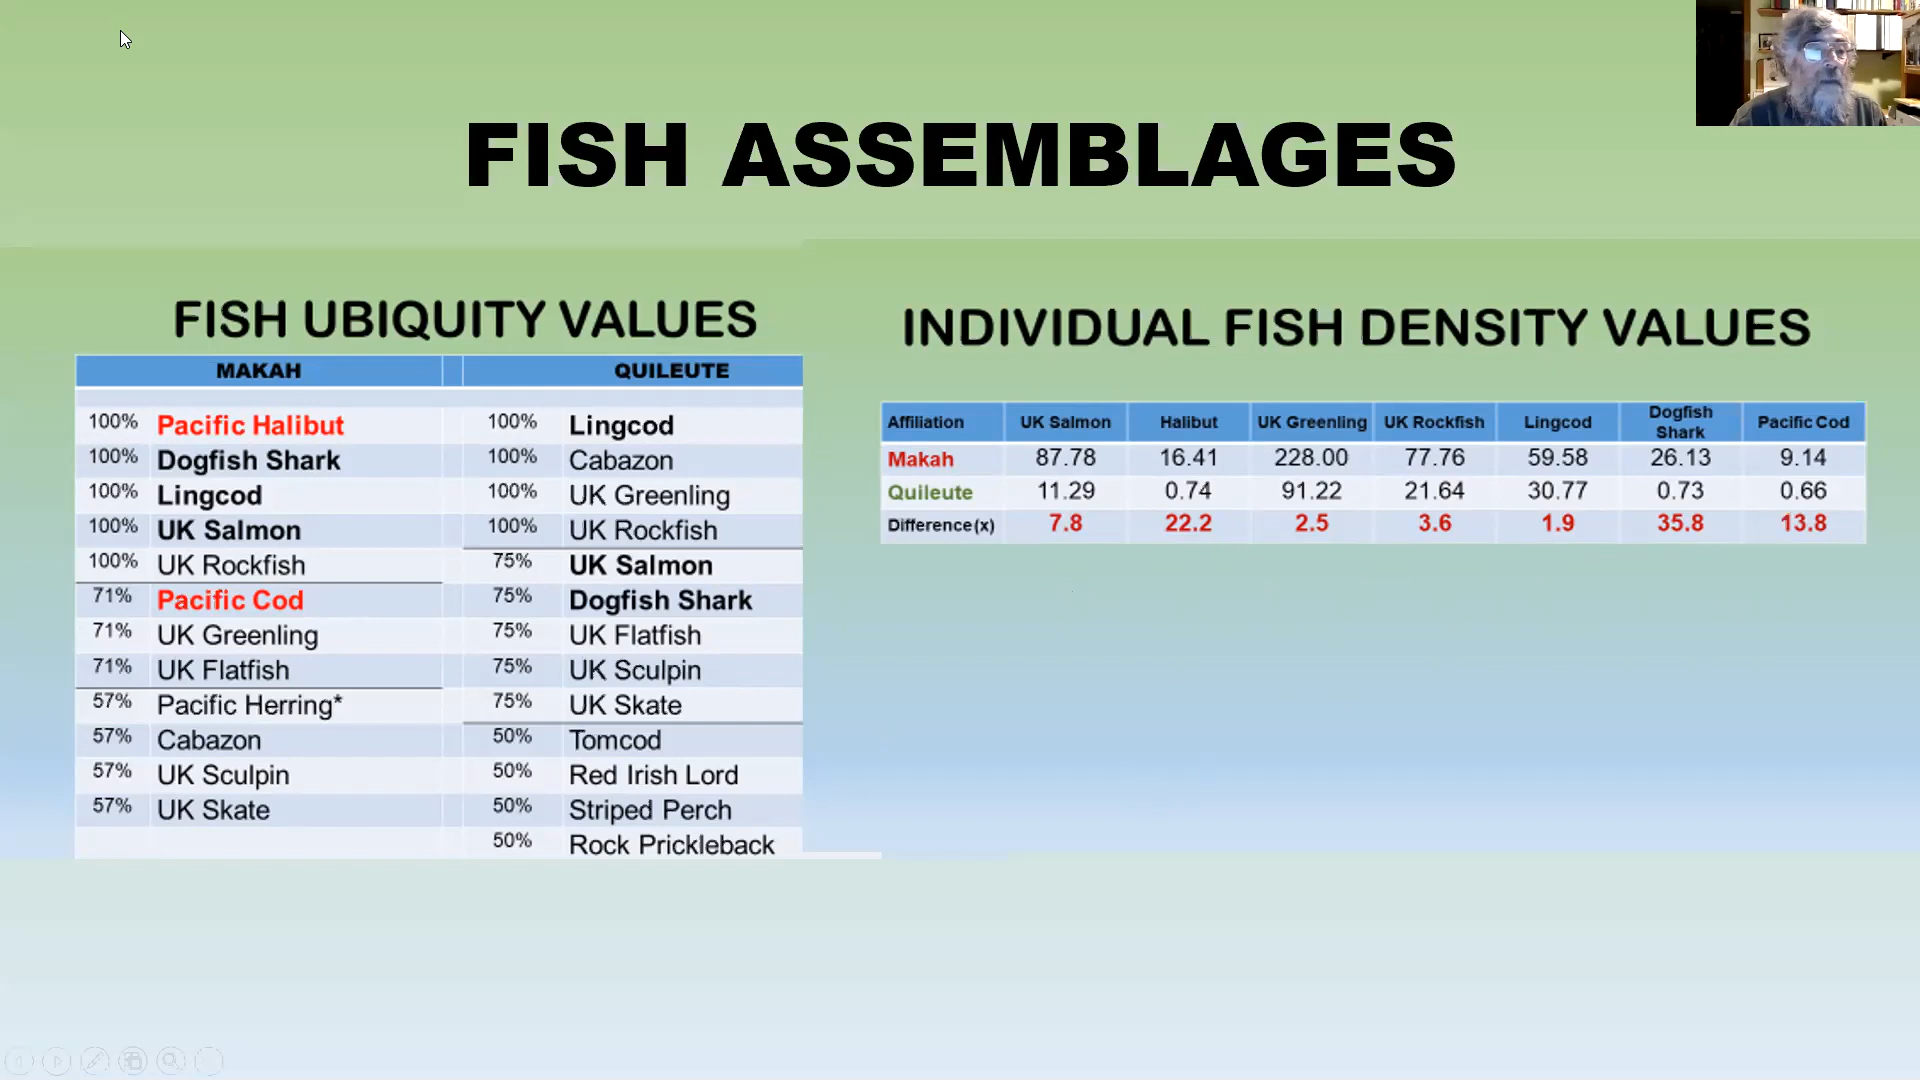 FISH ASSEMBLAGES
FISH UBIQUITY VALUES
MAKAH QUILEUTE
100% Pacific Halibut 100% Lingcod
100% Dogfish Shark 100% Cabazon
100% Lingcod 100% UK Greenling
100% UK Salmon 100% UK Rockfish
100% UK Rockfish 75% UK Salmon
71% Pacific Cod 75% Dogfish Shark
71% UK Greenling 75% UK Flatfish
71% UK Flatfish 75% UK Sculpin
57% Pacific Herring* 75% UK Skate
57% Cabazon 50% Tomcod
57% UK Sculpin 50% Red Irish Lord
57% UK Skate 50% Striped Perch
50% Rock Prickleback
INDIVIDUAL FISH DENSITY VALUES
Affiliation UK Salmon Halibut UK Greenling UK Rockfish Lingcod Dogfish Shark Pacific Cod
Makah 87.78 16.41 228.00 77.76 59.58 26.13 9.14
Quileute 11.29 0.74 91.22 21.64 30.77 0.73 0.66
Difference(x) 7.8 22.2 2.5 3.6 1.9 35.8 13.8